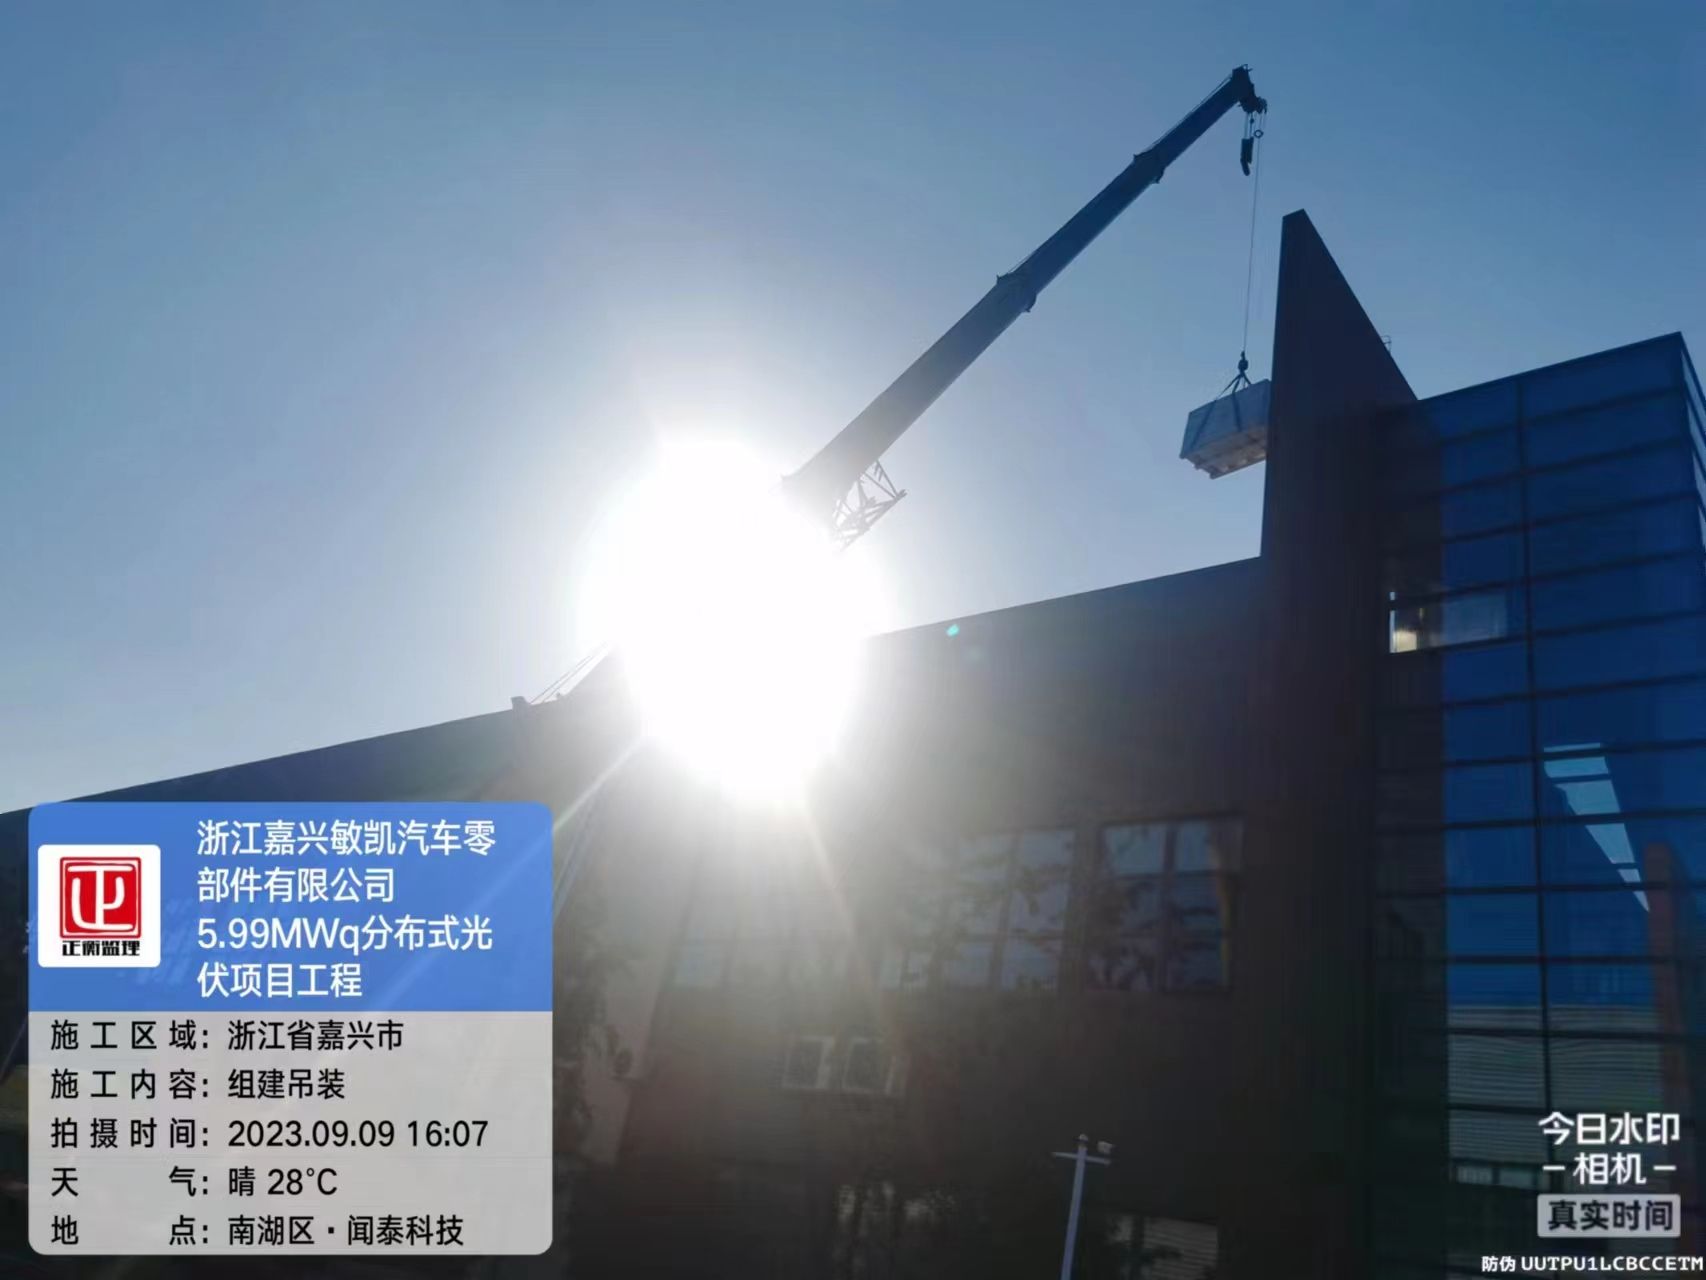 正衡监理
浙江嘉兴敏凯汽车零
部件有限公司
5.99MWq分布式光
伏项目工程
施工区域：浙江省嘉兴市
施工内容：组建吊装
拍摄时间：2023.09.09 16:07
天气：晴 28℃
地点：南湖区·闻泰科技
今日水印
相机
真实时间
防伪 UUTPU1LCBCCETM